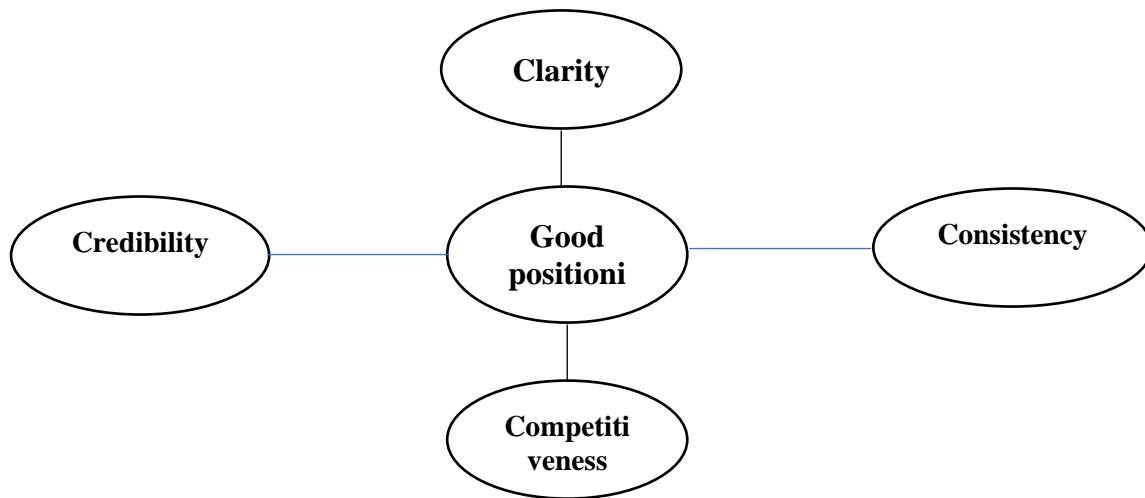 Clarity
Credibility
Good
positioni
Consistency
Competiti
veness